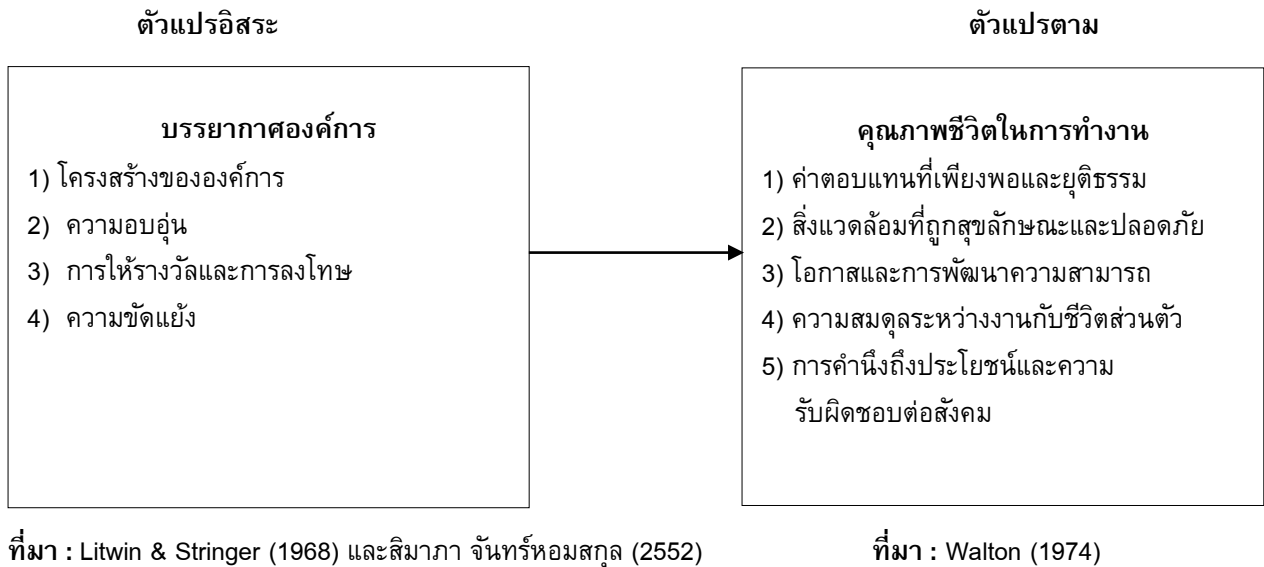 ตัวแปรอิสระ
บรรยากาศองค์การ
1) โครงสร้างขององค์การ
2) ความอบอุ่น
3) การให้รางวัลและการลงโทษ
4) ความขัดแย้ง
ที่มา : Litwin & Stringer (1968) และสิมาภา จันทร์หอมสกุล (2552)
ตัวแปรตาม
คุณภาพชีวิตในการทำงาน
1) ค่าตอบแทนที่เพียงพอและยุติธรรม
2) สิ่งแวดล้อมที่ถูกสุขลักษณะและปลอดภัย
3) โอกาสและการพัฒนาความสามารถ
4) ความสมดุลระหว่างงานกับชีวิตส่วนตัว
5) การคำนึงถึงประโยชน์และความ
รับผิดชอบต่อสังคม
ที่มา : Walton (1974)